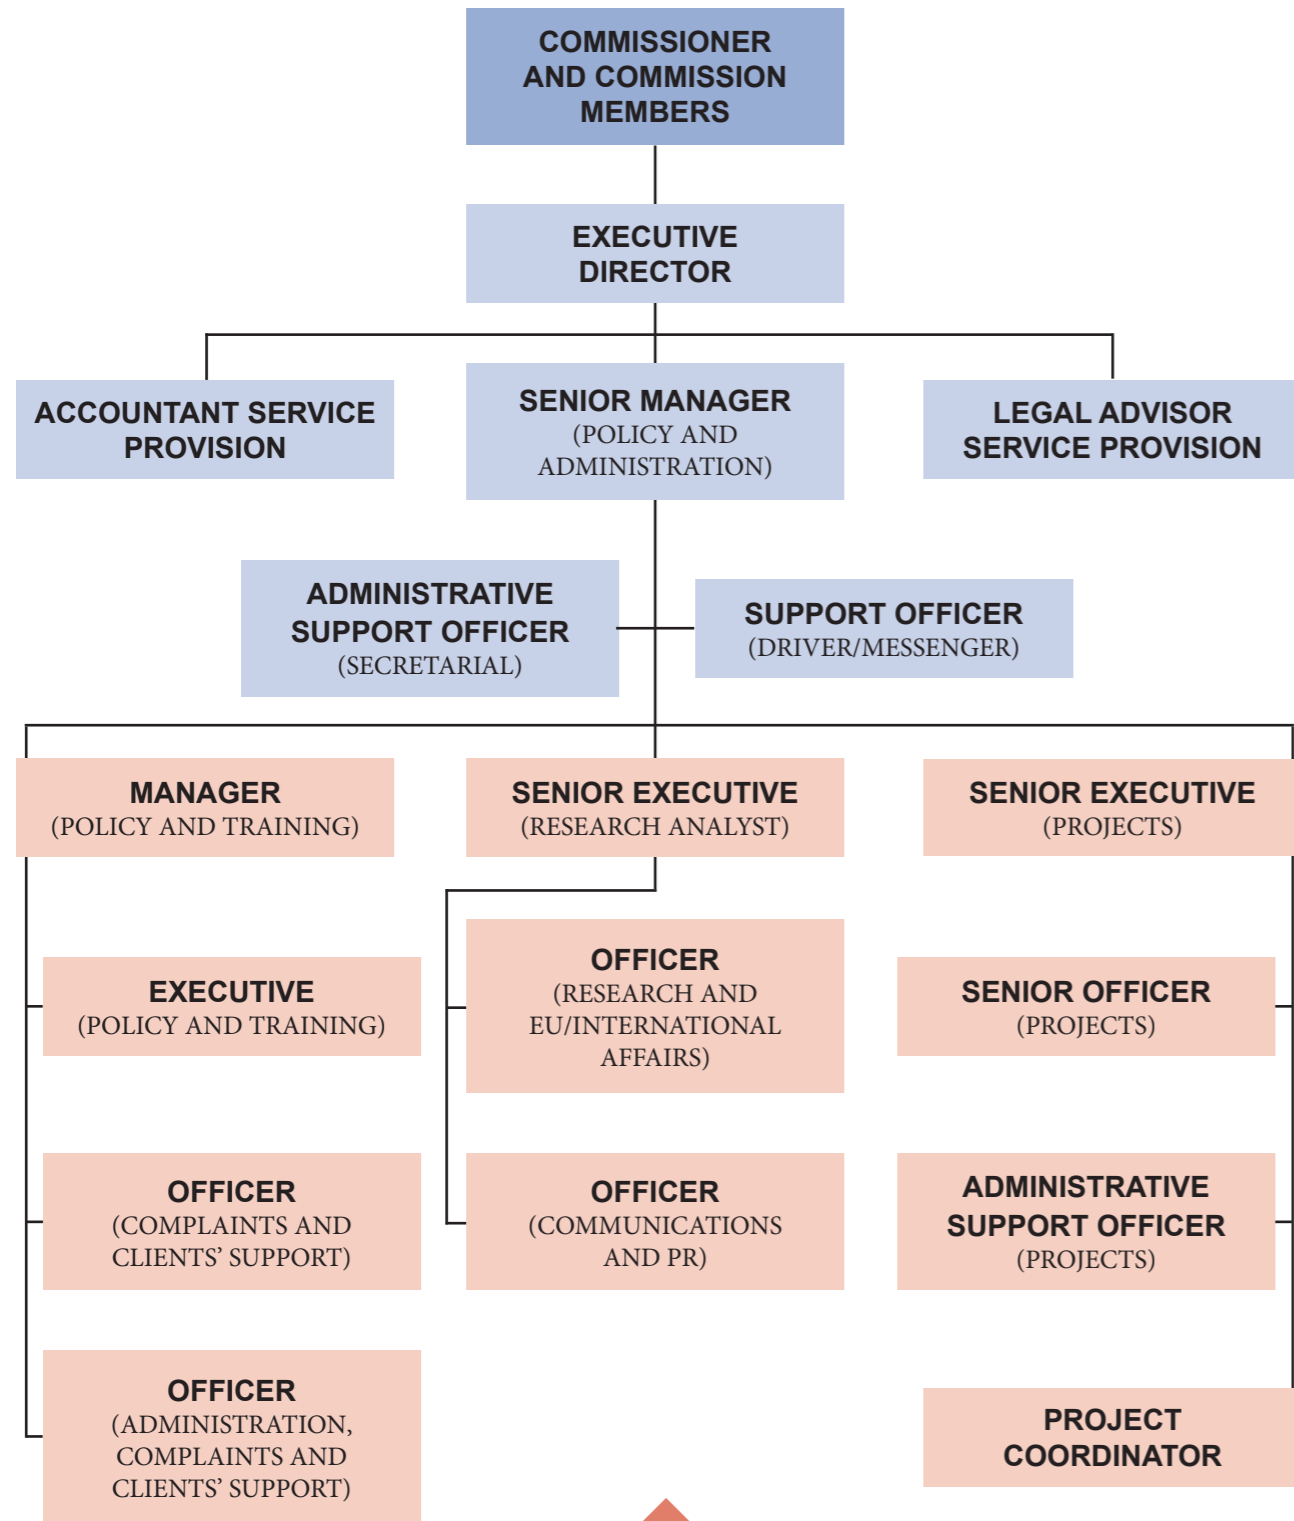 COMMISSIONER
AND COMMISSION
MEMBERS
EXECUTIVE
DIRECTOR
ACCOUNTANT SERVICE
PROVISION
SENIOR MANAGER
(POLICY AND
ADMINISTRATION)
LEGAL ADVISOR
SERVICE PROVISION
ADMINISTRATIVE
SUPPORT OFFICER
(SECRETARIAL)
SUPPORT OFFICER
(DRIVER/MESSENGER)
MANAGER
(POLICY AND TRAINING)
SENIOR EXECUTIVE
(RESEARCH ANALYST)
SENIOR EXECUTIVE
(PROJECTS)
EXECUTIVE
(POLICY AND TRAINING)
OFFICER
(RESEARCH AND
EU/INTERNATIONAL
AFFAIRS)
SENIOR OFFICER
(PROJECTS)
OFFICER
(COMPLAINTS AND
CLIENTS’ SUPPORT)
OFFICER
(COMMUNICATIONS
AND PR)
ADMINISTRATIVE
SUPPORT OFFICER
(PROJECTS)
OFFICER
(ADMINISTRATION,
COMPLAINTS AND
CLIENTS’ SUPPORT)
PROJECT
COORDINATOR